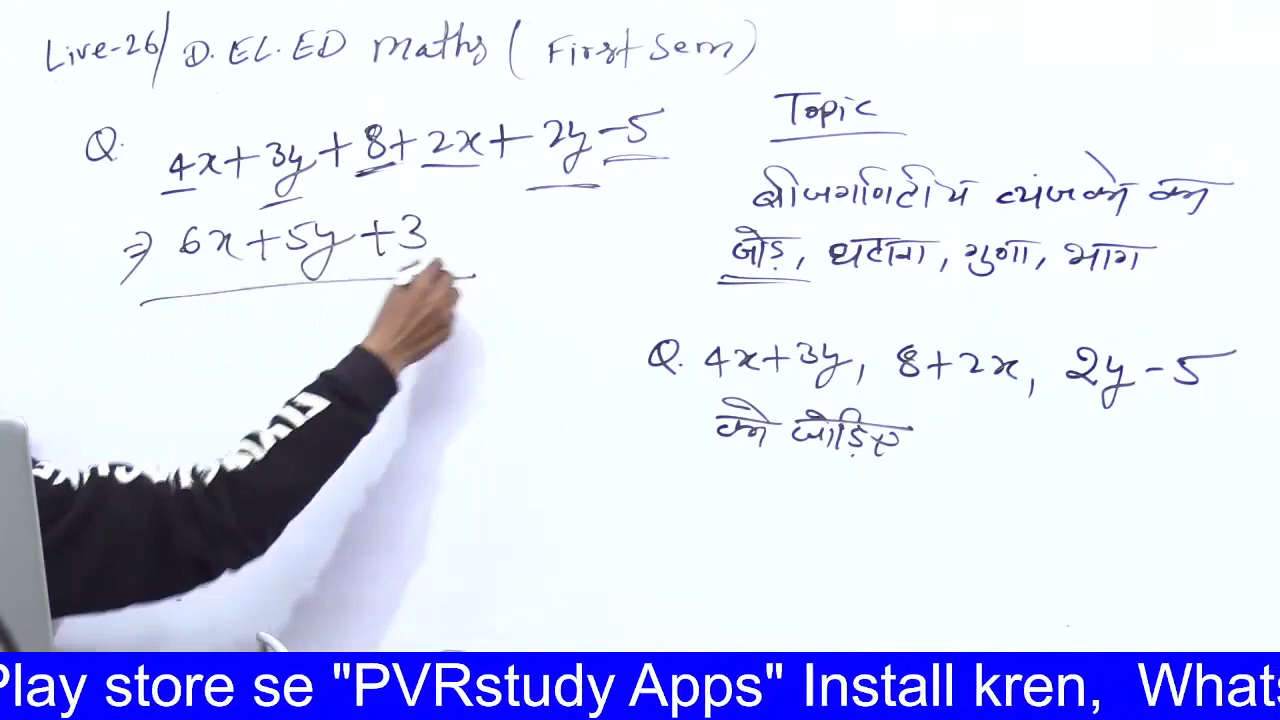 Live-26/ D.EL.ED Maths (First Sem)
Q. 4x+3y+8+2x+2y-5
⇒ 6x+5y+3
Topic
बीजगणितीय व्यंजको का
जोड़, घटाना, गुणा, भाग
Q. 4x+3y, 8+2x, 2y-5
को जोड़िए
Play store se "PVRstudy Apps" Install kren, Whats